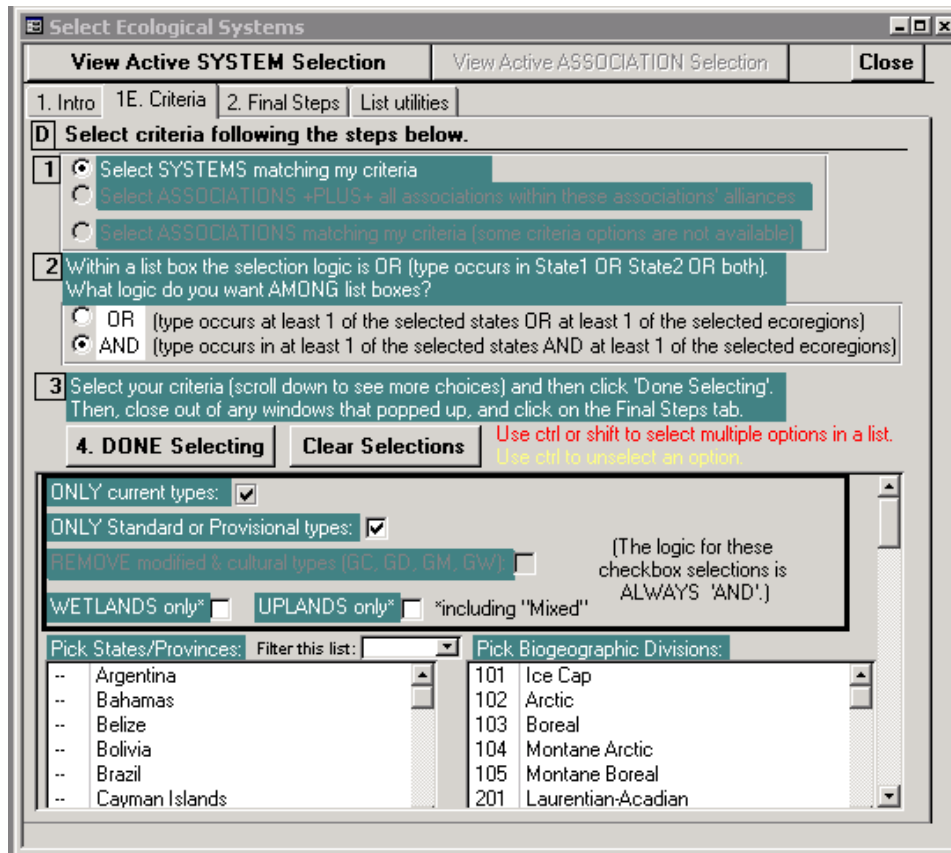 Select Ecological Systems
View Active SYSTEM Selection
View Active ASSOCIATION Selection
Close
1. Intro
1E. Criteria
2. Final Steps
List utilities
D Select criteria following the steps below.
1
Select SYSTEMS matching my criteria
Select ASSOCIATIONS +PLUS+ all associations within these associations' alliances
Select ASSOCIATIONS matching my criteria (some criteria options are not available)
2 Within a list box the selection logic is OR (type occurs in State1 OR State2 OR both).
What logic do you want AMONG list boxes?
OR (type occurs at least 1 of the selected states OR at least 1 of the selected ecoregions)
AND (type occurs in at least 1 of the selected states AND at least 1 of the selected ecoregions)
3 Select your criteria (scroll down to see more choices) and then click 'Done Selecting'.
Then, close out of any windows that popped up, and click on the Final Steps tab.
4. DONE Selecting
Clear Selections
Use ctrl or shift to select multiple options in a list.
Use ctrl to unselect an option.
ONLY current types:
ONLY Standard or Provisional types:
REMOVE modified & cultural types (GC, GD, GM, GW):
(The logic for these
checkbox selections is
ALWAYS 'AND'.)
WETLANDS only* UPLANDS only* *including "Mixed"
Pick States/Provinces: Filter this list:
-- Argentina
-- Bahamas
-- Belize
-- Bolivia
-- Brazil
-- Cayman Islands
Pick Biogeographic Divisions:
101 Ice Cap
102 Arctic
103 Boreal
104 Montane Arctic
105 Montane Boreal
201 Laurentian-Acadian